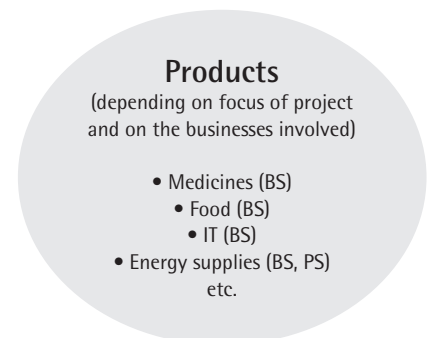 Products
(depending on focus of project
and on the businesses involved)
• Medicines (BS)
• Food (BS)
• IT (BS)
• Energy supplies (BS, PS)
etc.